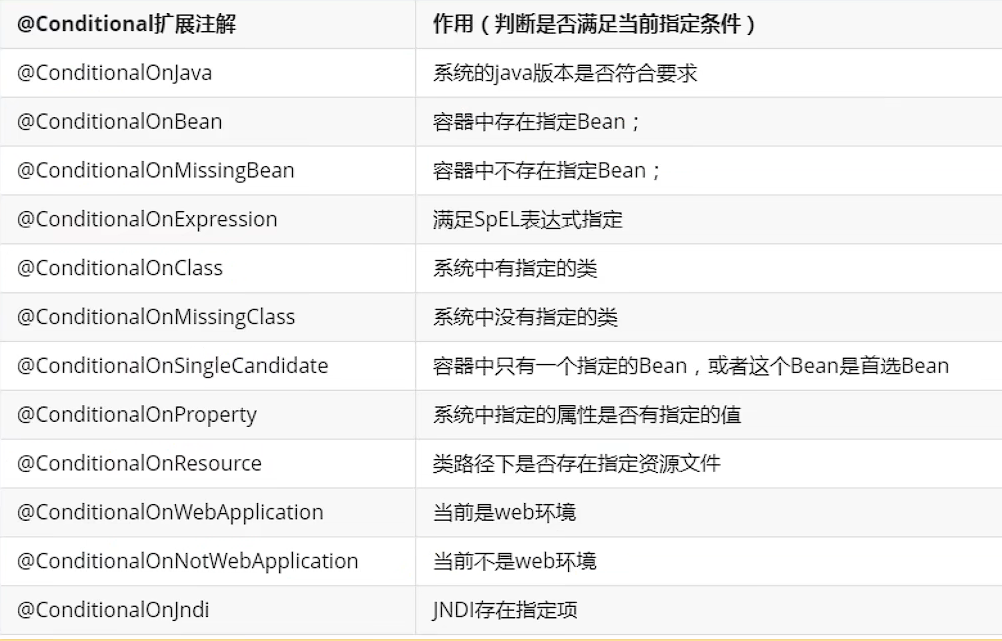 @Conditional扩展注解 作用（判断是否满足当前指定条件）
@ConditionalOnJava 系统的java版本是否符合要求
@ConditionalOnBean 容器中存在指定Bean；
@ConditionalOnMissingBean 容器中不存在指定Bean；
@ConditionalOnExpression 满足SpEL表达式指定
@ConditionalOnClass 系统中有指定的类
@ConditionalOnMissingClass 系统中没有指定的类
@ConditionalOnSingleCandidate 容器中只有一个指定的Bean，或者这个Bean是首选Bean
@ConditionalOnProperty 系统中指定的属性是否有指定的值
@ConditionalOnResource 类路径下是否存在指定资源文件
@ConditionalOnWebApplication 当前是web环境
@ConditionalOnNotWebApplication 当前不是web环境
@ConditionalOnJndi JNDI存在指定项